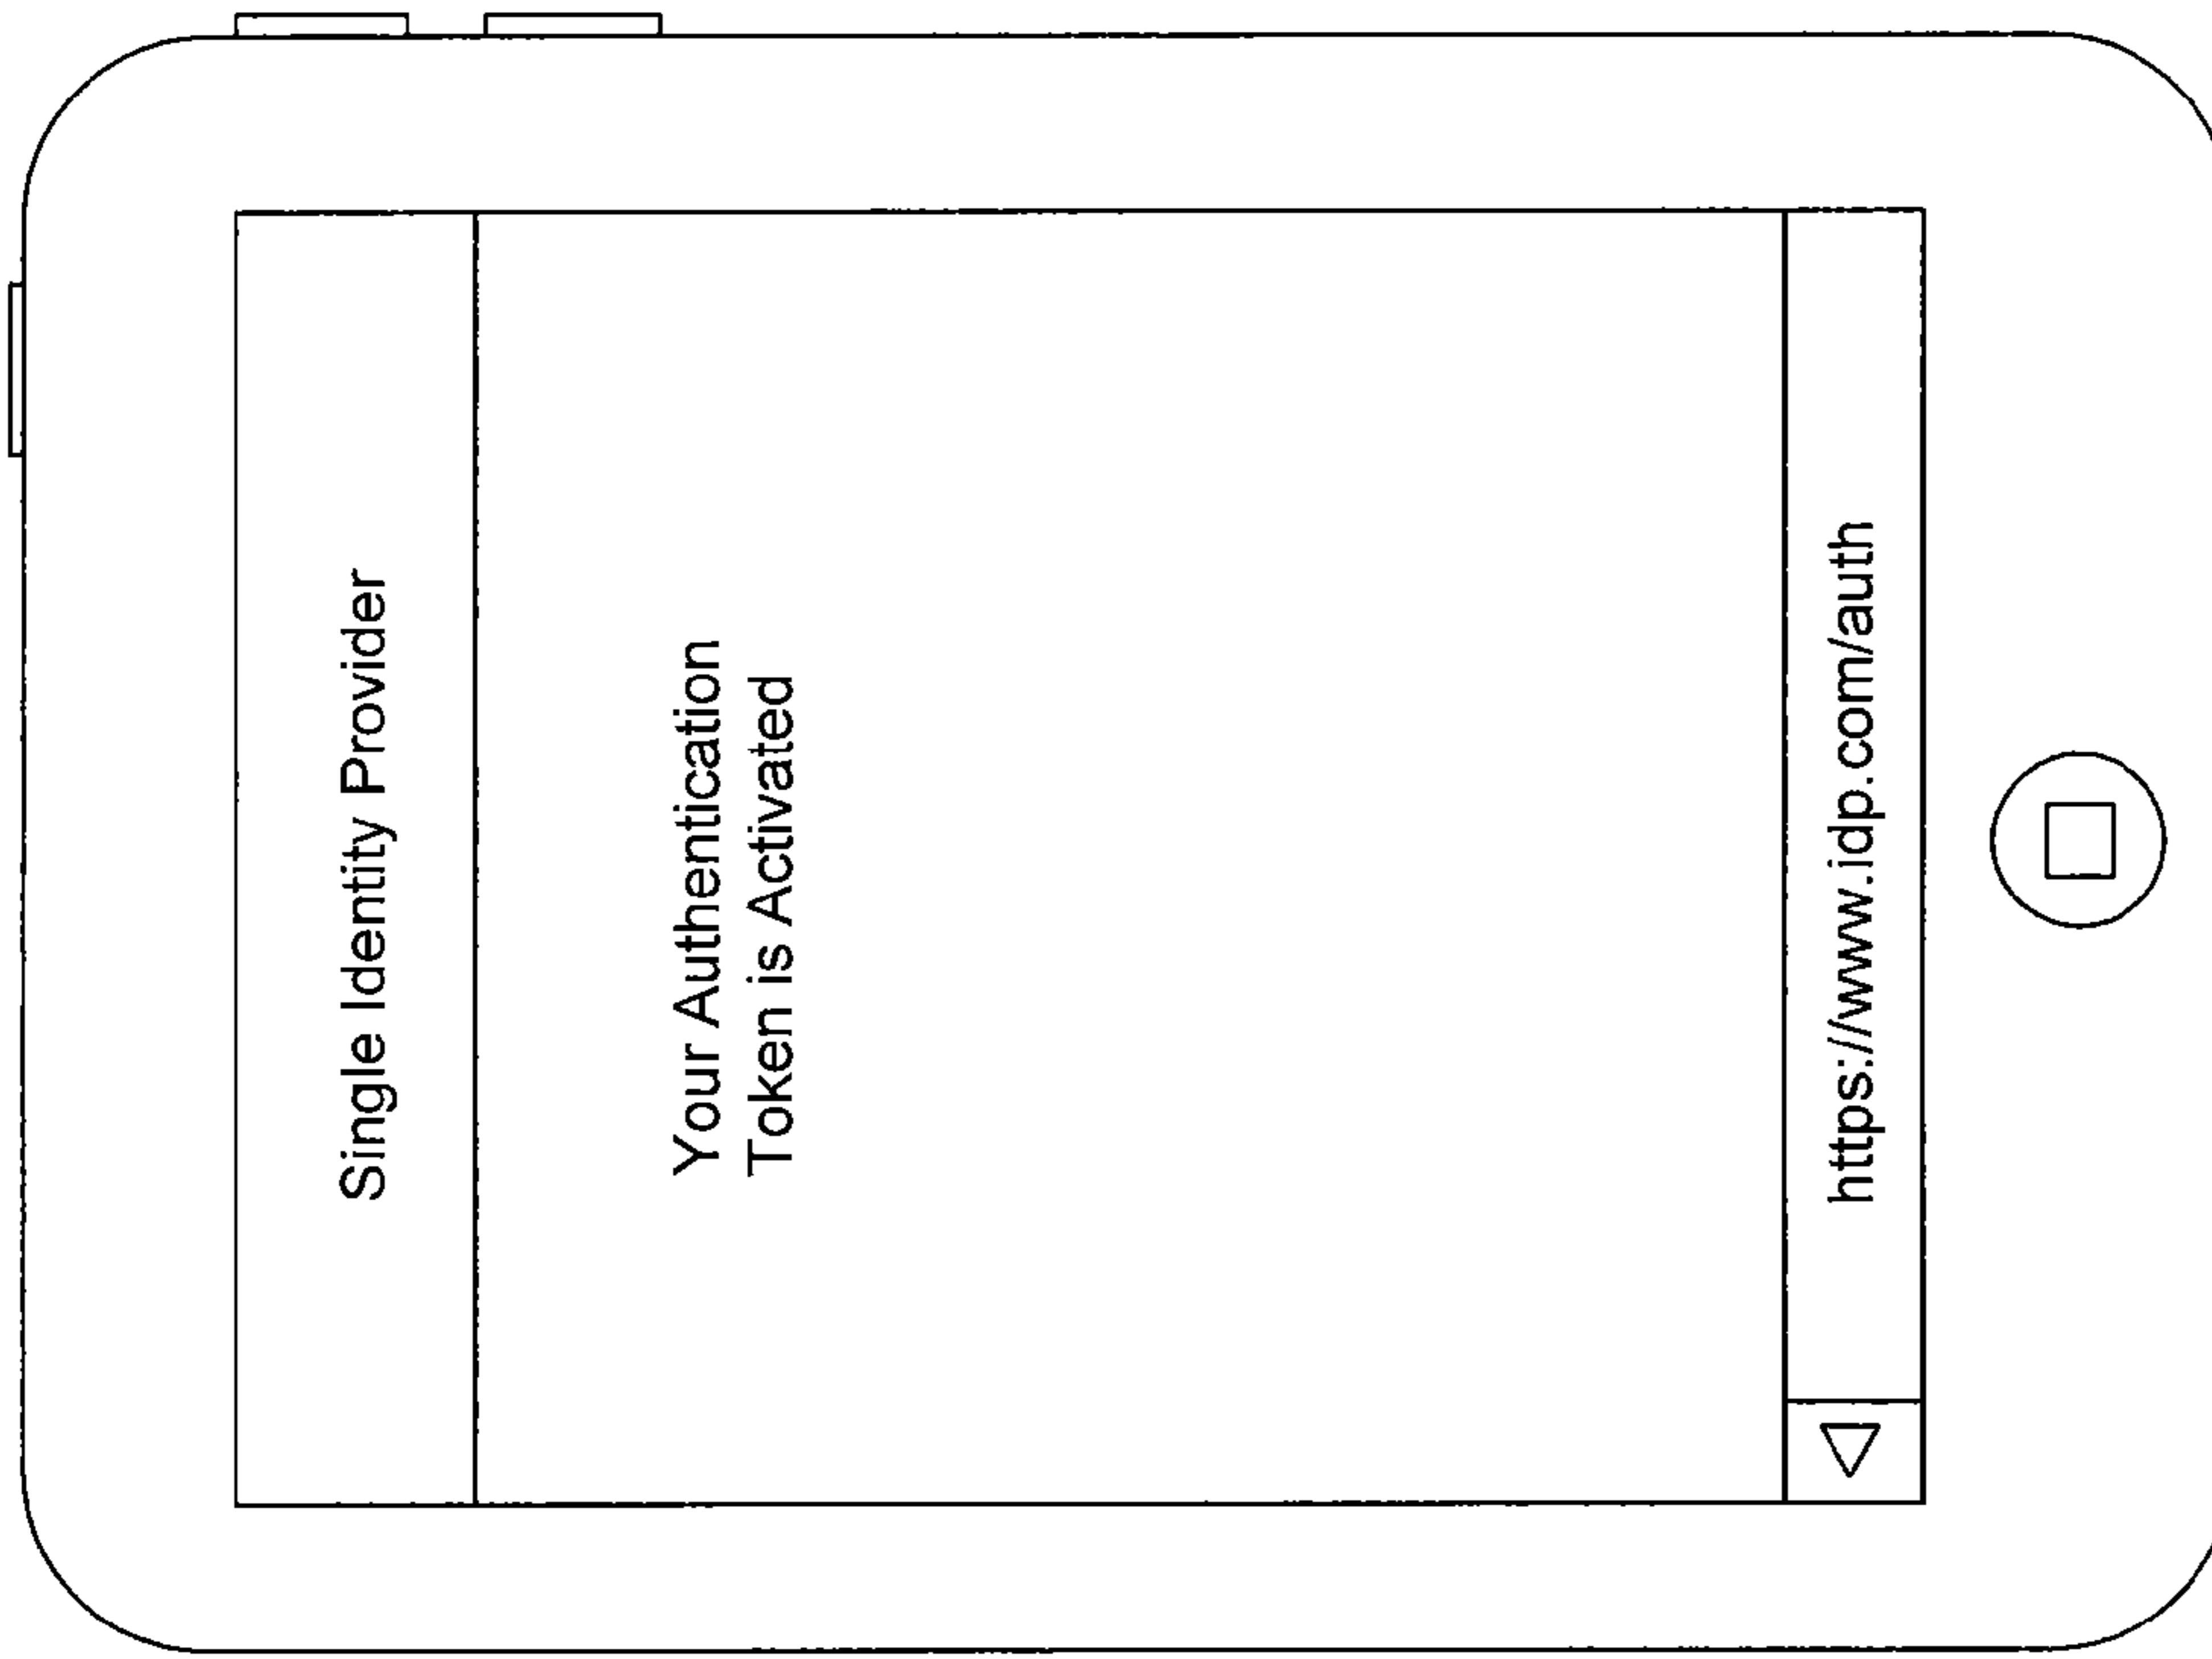 Single Identity Provider
Your Authentication
Token is Activated
https://www.idp.com/auth